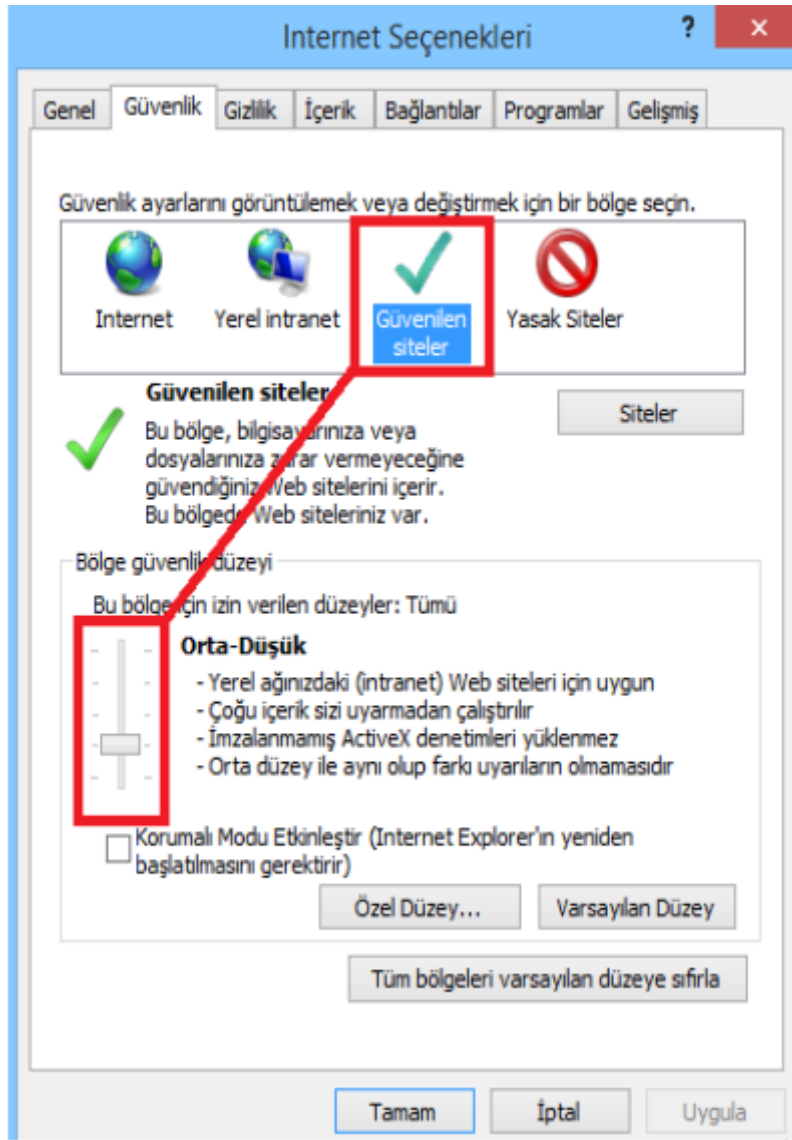 Internet Seçenekleri
?
Genel Güvenlik Gizlilik İçerik Bağlantılar Programlar Gelişmiş
Güvenlik ayarlarını görüntülemek veya değiştirmek için bir bölge seçin.
Internet Yerel intranet Güvenilen siteler Yasak Siteler
Güvenilen siteler
Siteler
Bu bölge, bilgisayarınıza veya
dosyalarınıza zarar vermeyeceğine
güvendiğiniz Web sitelerini içerir.
Bu bölgede Web siteleriniz var.
Bölge güvenlik düzeyi
Bu bölge için izin verilen düzeyler: Tümü
Orta-Düşük
- Yerel ağınızdaki (intranet) Web siteleri için uygun
- Çoğu içerik sizi uyarmadan çalıştırılır
- İmzalanmamış ActiveX denetimleri yüklenmez
- Orta düzey ile aynı olup farkı uyarıların olmamasıdır
Korumalı Modu Etkinleştir (Internet Explorer'ın yeniden
başlatılmasını gerektirir)
Özel Düzey... Varsayılan Düzey
Tüm bölgeleri varsayılan düzeye sıfırla
Tamam İptal Uygula